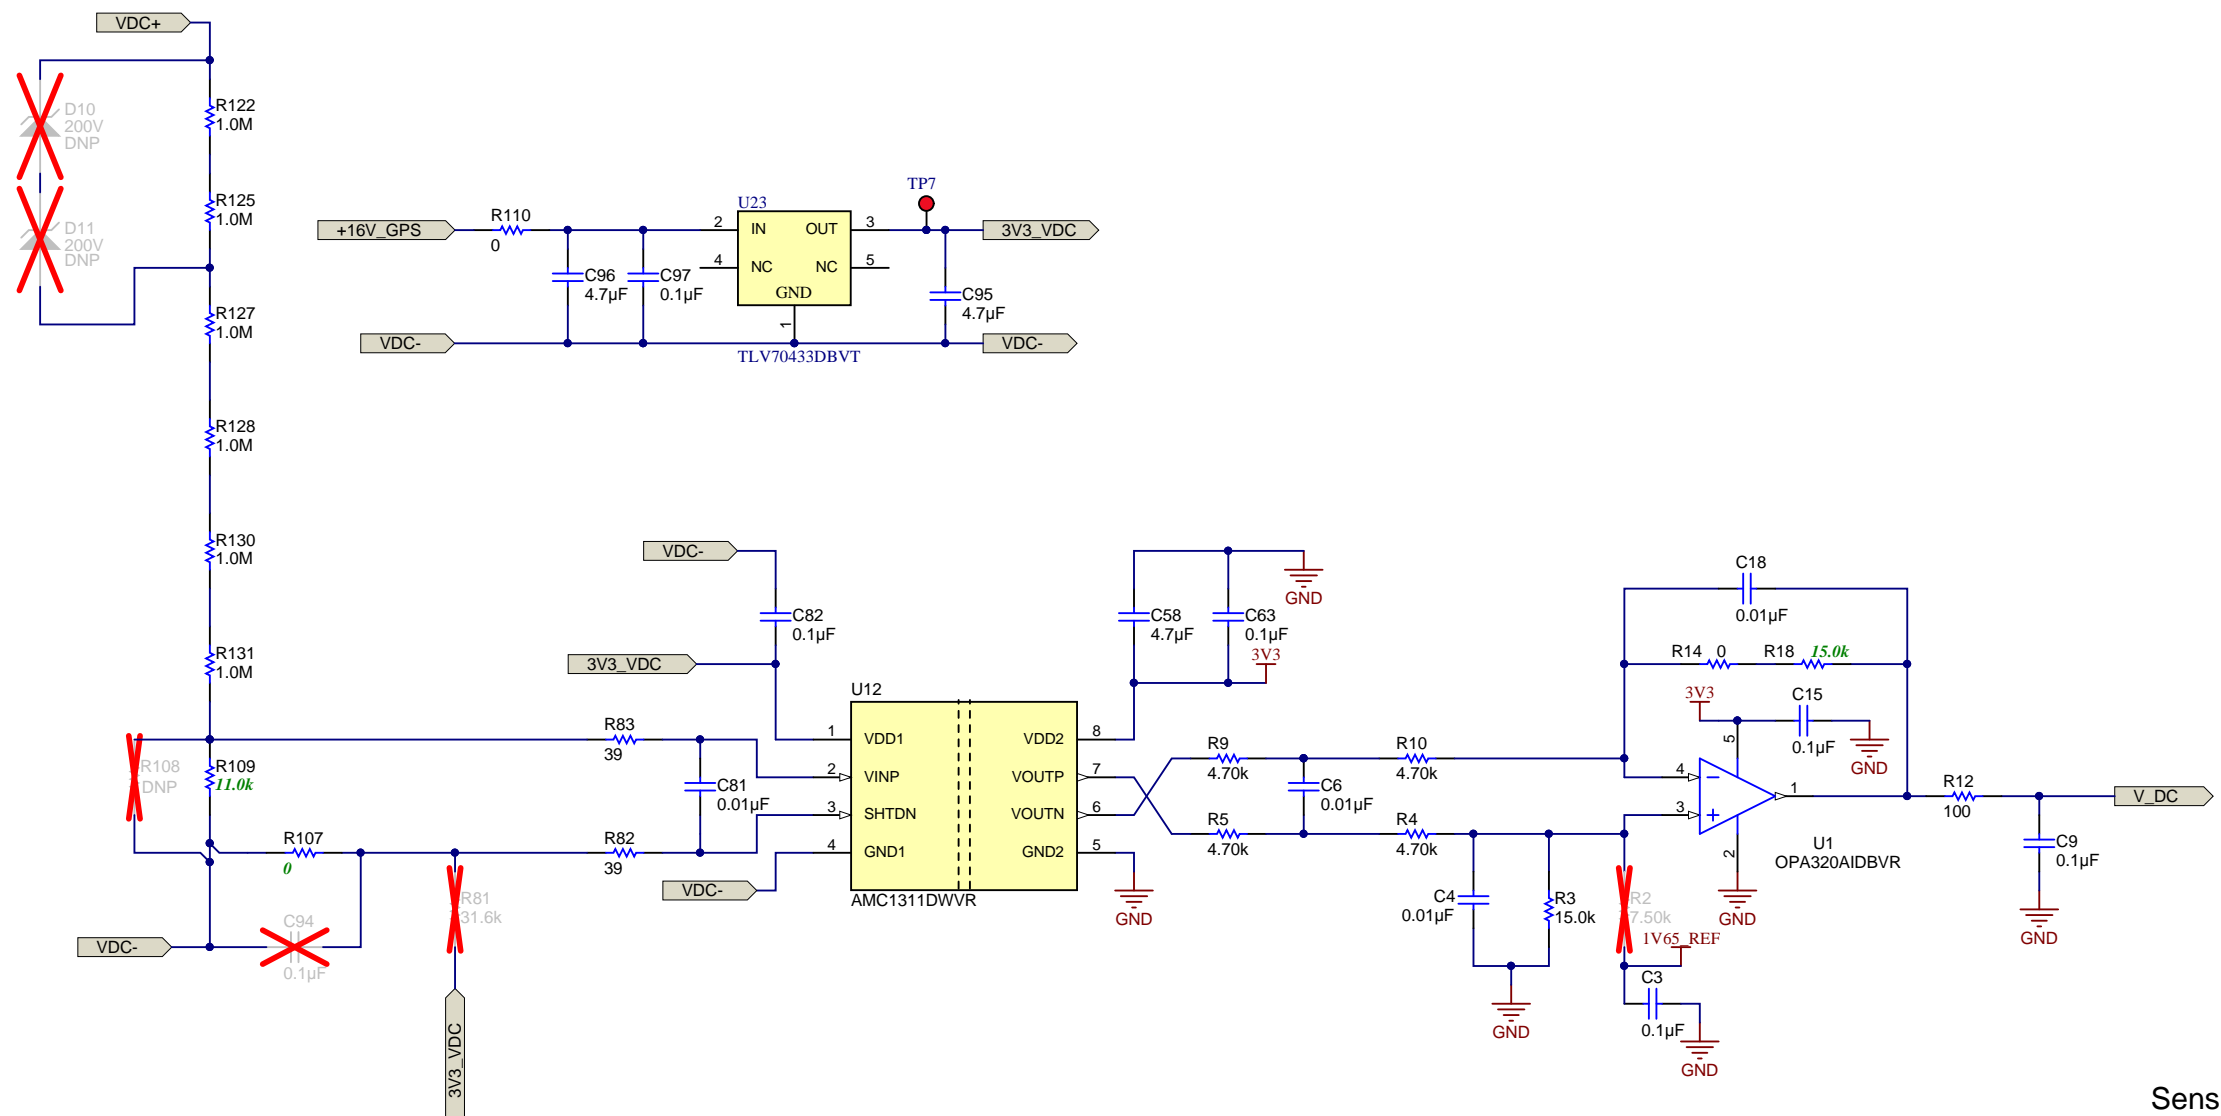 VDC+
D10
200V
DNP
R122
1.0M
D11
200V
DNP
R125
1.0M
R127
1.0M
R128
1.0M
R130
1.0M
R131
1.0M
R108
DNP
R109
11.0k
R107
0
VDC-
C94
0.1µF
R81
31.6k
3V3_VDC
+16V_GPS
R110
0
C96
4.7µF
C97
0.1µF
VDC-
U23
2
IN
OUT
3
4
NC
NC
5
GND
1
TLV70433DBVT
TP7
3V3_VDC
C95
4.7µF
VDC-
VDC-
C82
0.1µF
3V3_VDC
R83
39
C81
0.01µF
R82
39
VDC-
U12
1
VDD1
VDD2
8
2
VINP
VOUTP
7
3
SHTDN
VOUTN
6
4
GND1
GND2
5
AMC1311DWVR
C58
4.7µF
C63
0.1µF
GND
3V3
GND
R9
4.70k
R10
4.70k
C6
0.01µF
R5
4.70k
R4
4.70k
C4
0.01µF
R3
15.0k
GND
R2
7.50k
1V65_REF
C3
0.1µF
GND
C18
0.01µF
R14
0
R18
15.0k
3V3
C15
0.1µF
GND
5
4
3
1
2
U1
OPA320AIDBVR
GND
R12
100
V_DC
C9
0.1µF
GND
Sens